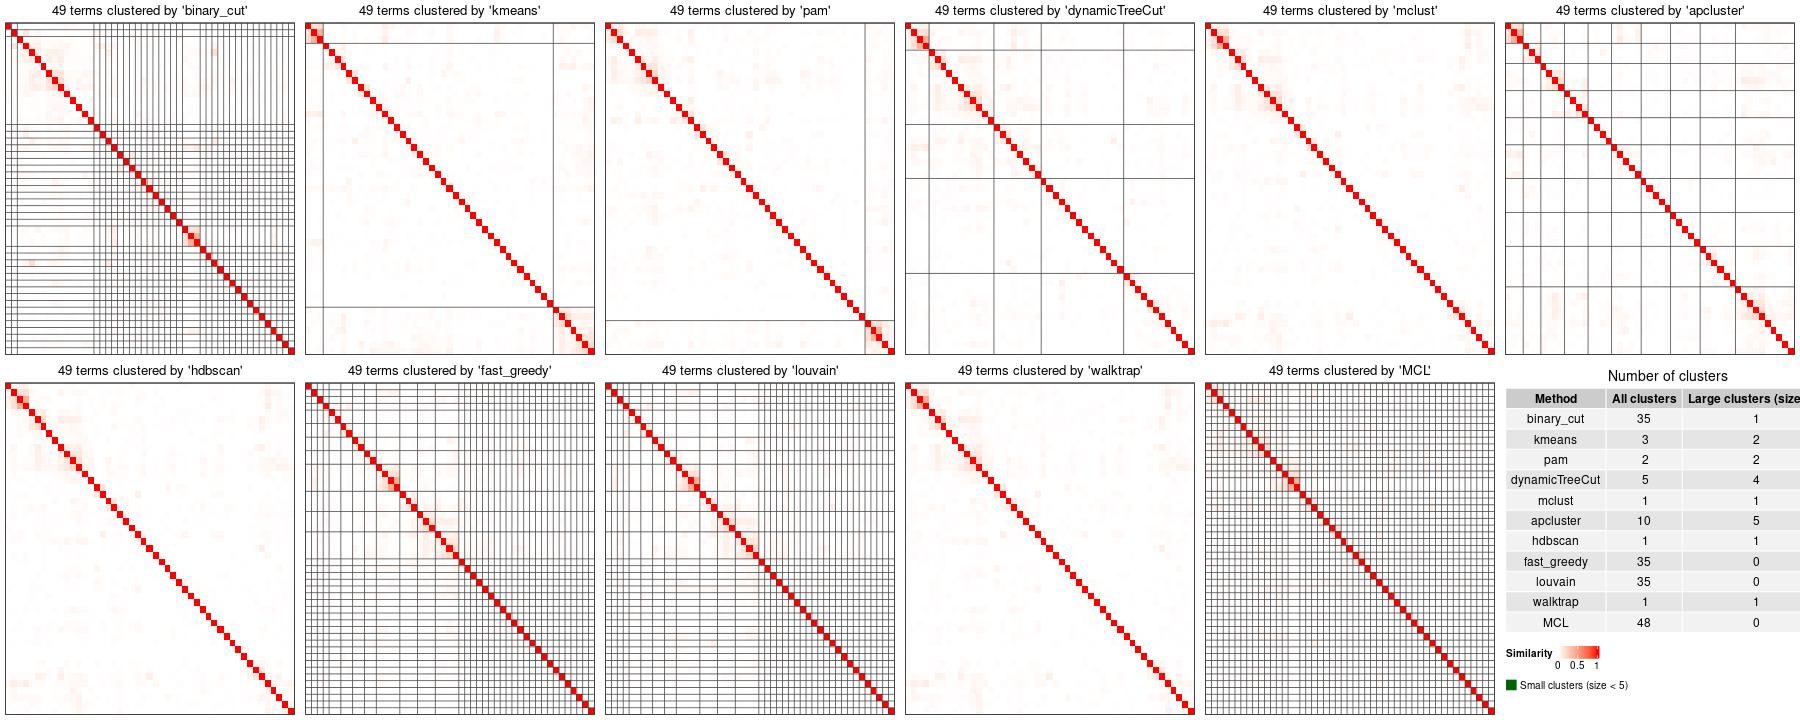 49 terms clustered by 'binary_cut'
49 terms clustered by 'kmeans'
49 terms clustered by 'pam'
49 terms clustered by 'dynamicTreeCut'
49 terms clustered by 'mclust'
49 terms clustered by 'apcluster'
49 terms clustered by 'hdbscan'
49 terms clustered by 'fast_greedy'
49 terms clustered by 'louvain'
49 terms clustered by 'walktrap'
49 terms clustered by 'MCL'
Number of clusters
Method All clusters Large clusters (size
binary_cut 35 1
kmeans 3 2
pam 2 2
dynamicTreeCut 5 4
mclust 1 1
apcluster 10 5
hdbscan 1 1
fast_greedy 35 0
louvain 35 0
walktrap 1 1
MCL 48 0
Similarity
0 0.5 1
Small clusters (size < 5)